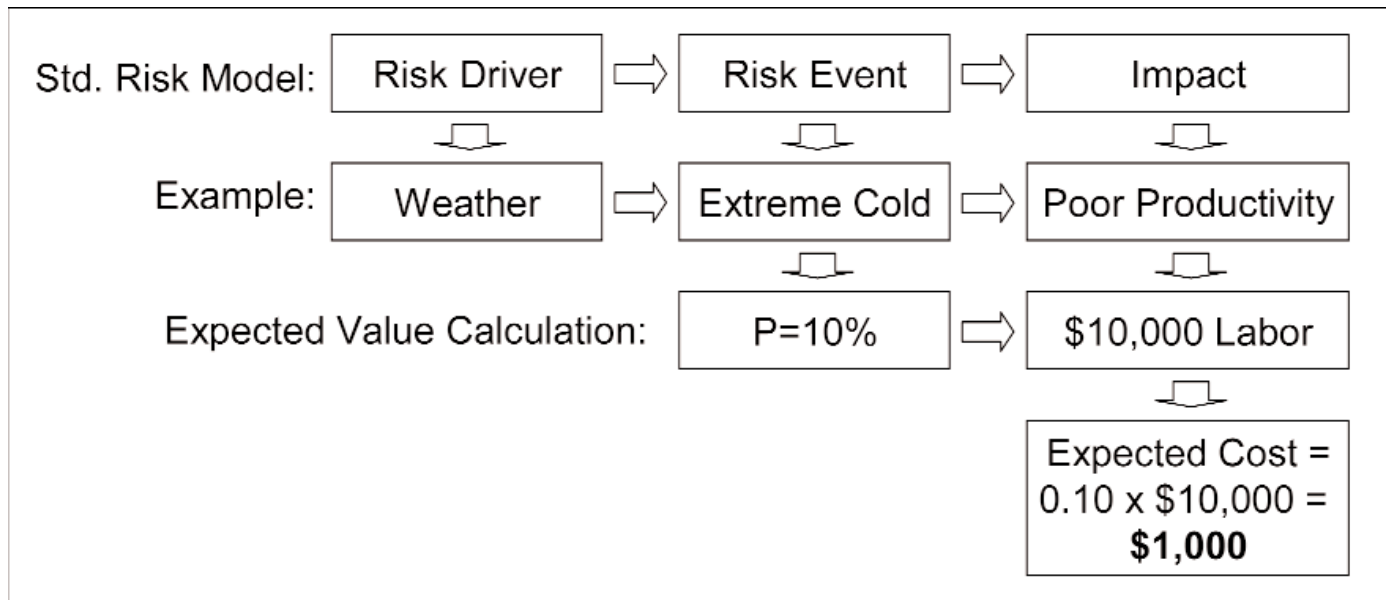 Std. Risk Model: Risk Driver Risk Event Impact
Example: Weather Extreme Cold Poor Productivity
Expected Value Calculation: P=10% $10,000 Labor
Expected Cost =
0.10 x $10,000 =
$1,000